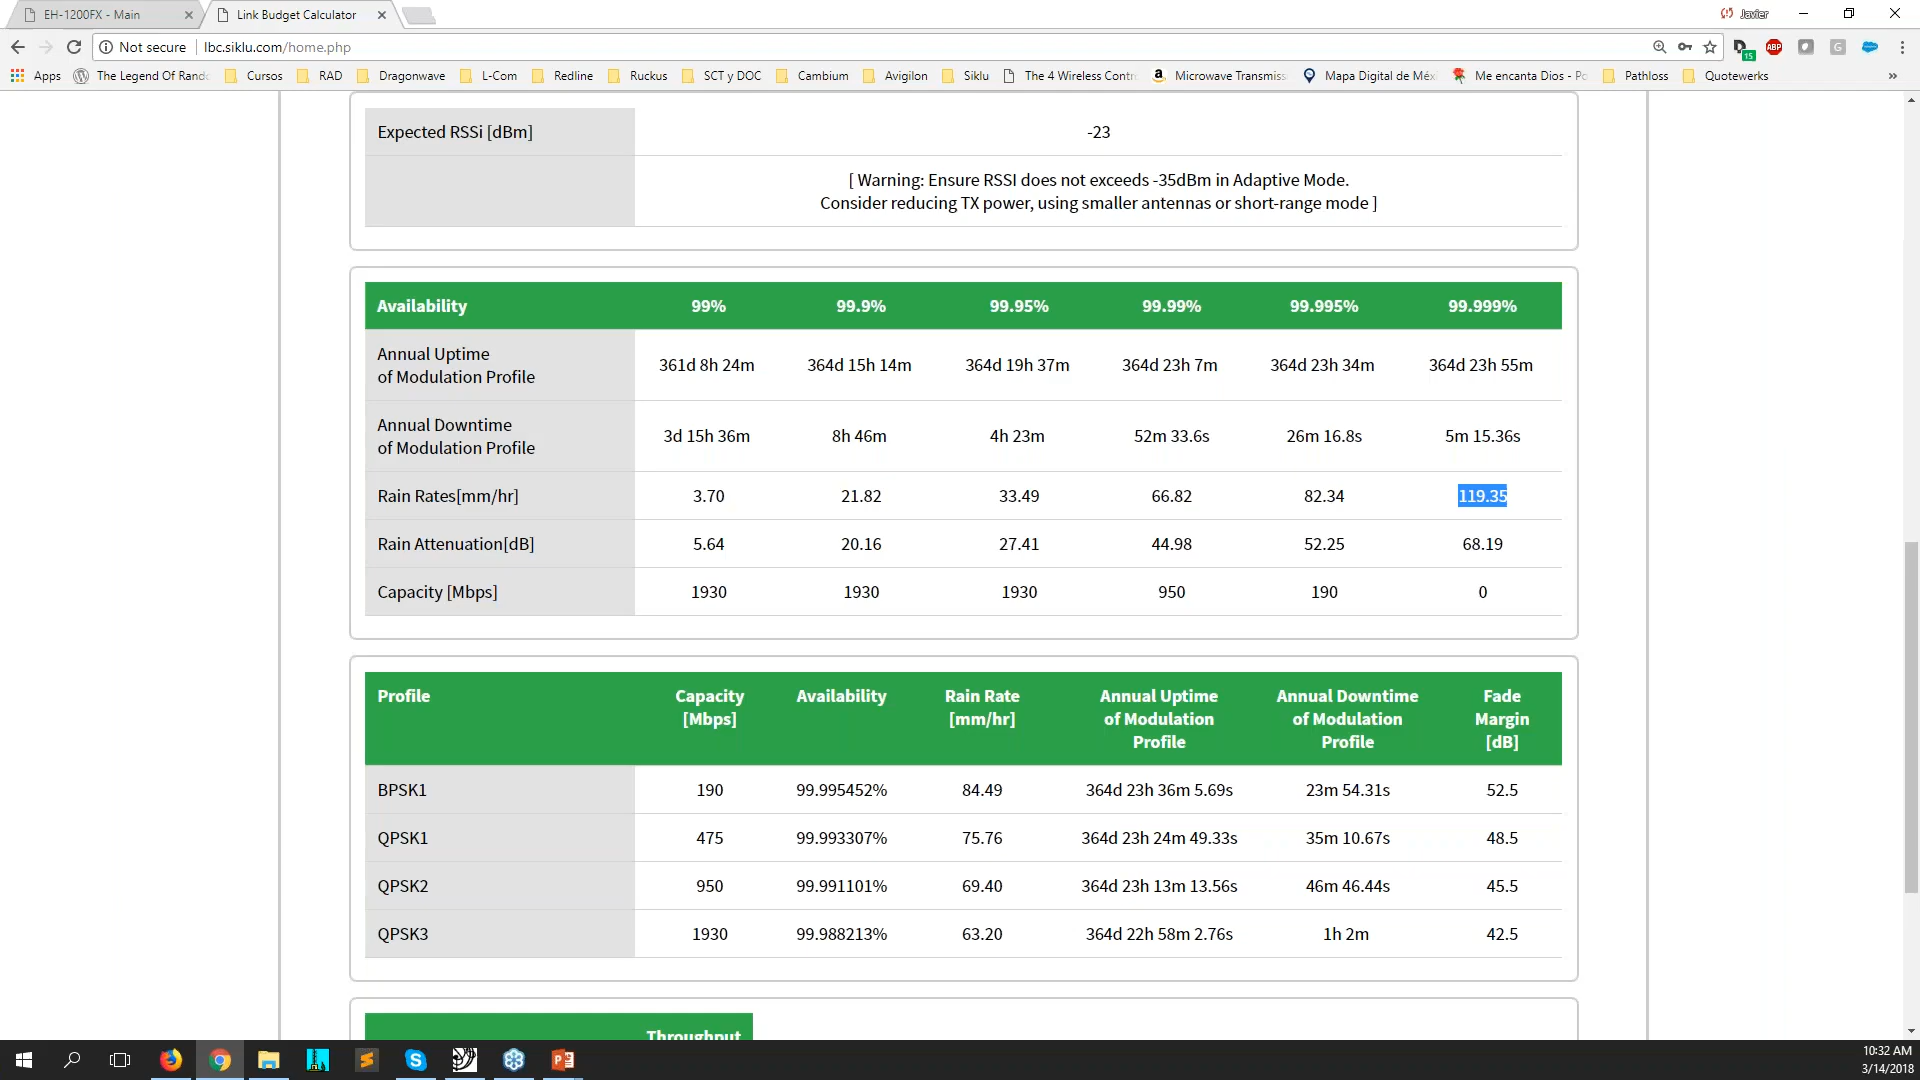 EH-1200FX - Main
Link Budget Calculator
Javier
Not secure
lbc.siklu.com/home.php
15
ABP
G
Apps
The Legend Of Rando
Cursos
RAD
Dragonwave
L-Com
Redline
Ruckus
SCT y DOC
Cambium
Avigilon
Siklu
The 4 Wireless Contr
Microwave Transmiss
Mapa Digital de Méx
Me encanta Dios - Po
Pathloss
Quotewerks
»
Expected RSSi [dBm] -23
[ Warning: Ensure RSSI does not exceeds -35dBm in Adaptive Mode.
Consider reducing TX power, using smaller antennas or short-range mode ]
Availability 99% 99.9% 99.95% 99.99% 99.995% 99.999%
Annual Uptime
of Modulation Profile
361d 8h 24m 364d 15h 14m 364d 19h 37m 364d 23h 7m 364d 23h 34m 364d 23h 55m
Annual Downtime
of Modulation Profile
3d 15h 36m 8h 46m 4h 23m 52m 33.6s 26m 16.8s 5m 15.36s
Rain Rates[mm/hr] 3.70 21.82 33.49 66.82 82.34 119.35
Rain Attenuation[dB] 5.64 20.16 27.41 44.98 52.25 68.19
Capacity [Mbps] 1930 1930 1930 950 190 0
Profile
Capacity
[Mbps]
Availability
Rain Rate
[mm/hr]
Annual Uptime
of Modulation
Profile
Annual Downtime
of Modulation
Profile
Fade
Margin
[dB]
BPSK1 190 99.995452% 84.49 364d 23h 36m 5.69s 23m 54.31s 52.5
QPSK1 475 99.993307% 75.76 364d 23h 24m 49.33s 35m 10.67s 48.5
QPSK2 950 99.991101% 69.40 364d 23h 13m 13.56s 46m 46.44s 45.5
QPSK3 1930 99.988213% 63.20 364d 22h 58m 2.76s 1h 2m 42.5
Throughput
10:32 AM
3/14/2018